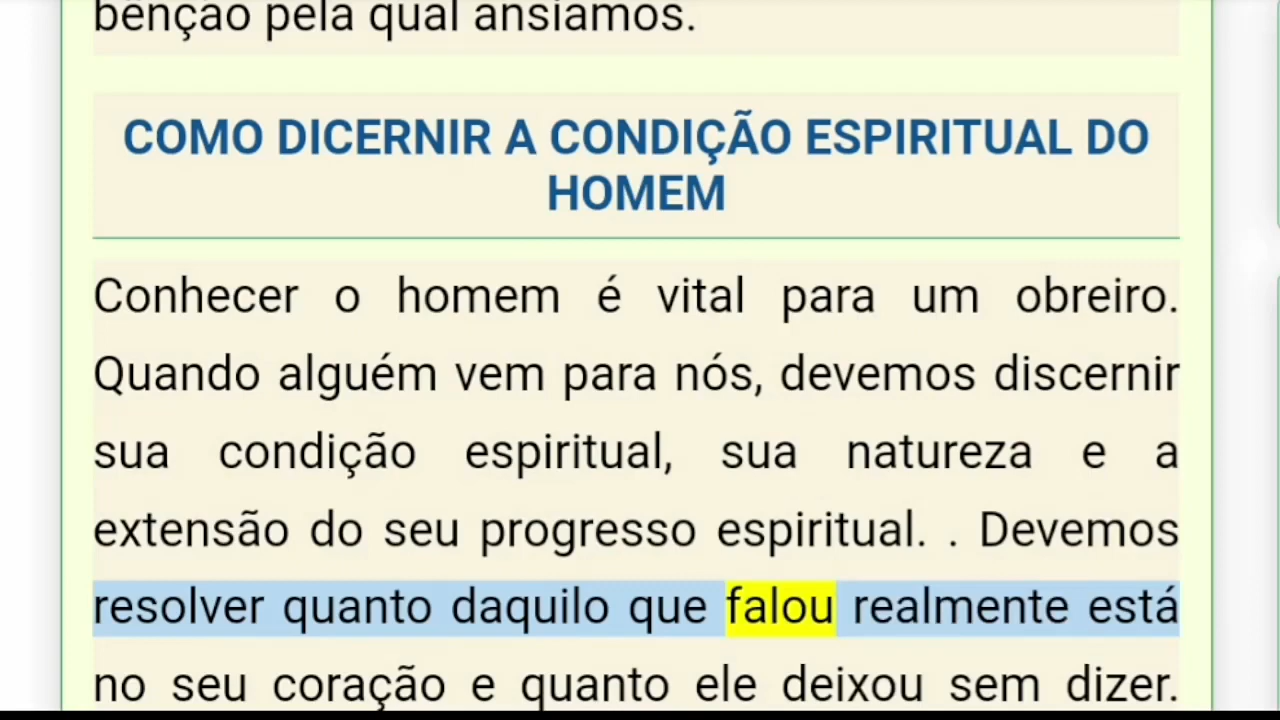 bênção pela qual ansiamos.
COMO DICERNIR A CONDIÇÃO ESPIRITUAL DO
HOMEM
Conhecer o homem é vital para um obreiro.
Quando alguém vem para nós, devemos discernir
sua condição espiritual, sua natureza e a
extensão do seu progresso espiritual. . Devemos
resolver quanto daquilo que falou realmente está
no seu coração e quanto ele deixou sem dizer.